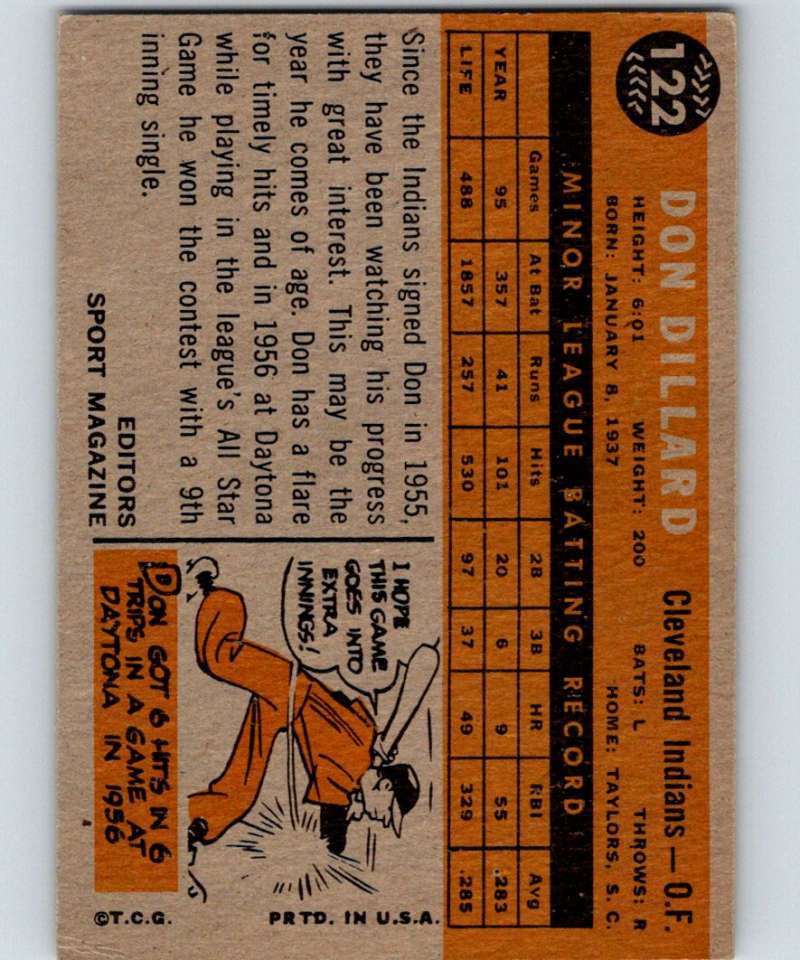 122
DON DILLARD Cleveland Indians — O.F.
HEIGHT: 6:01 WEIGHT: 200 BATS: L THROWS: R
BORN: JANUARY 8, 1937 HOME: TAYLORS, S. C.
MINOR LEAGUE BATTING RECORD
Games At Bat Runs Hits 2B 3B HR RBI Avg
YEAR 95 357 41 101 20 6 9 55 .283
LIFE 488 1857 257 530 97 37 49 329 .285
Since the Indians signed Don in 1955,
they have been watching his progress
with great interest. This may be the
year he comes of age. Don has a flare
for timely hits and in 1956 at Daytona
while playing in the league's All Star
Game he won the contest with a 9th
inning single.
EDITORS
SPORT MAGAZINE
I HOPE
THIS GAME
GOES INTO
EXTRA
INNINGS!
DON GOT 6 HITS IN 6
TRIPS IN A GAME AT
DAYTONA IN 1956
©T.C.G. PRTD. IN U.S.A.